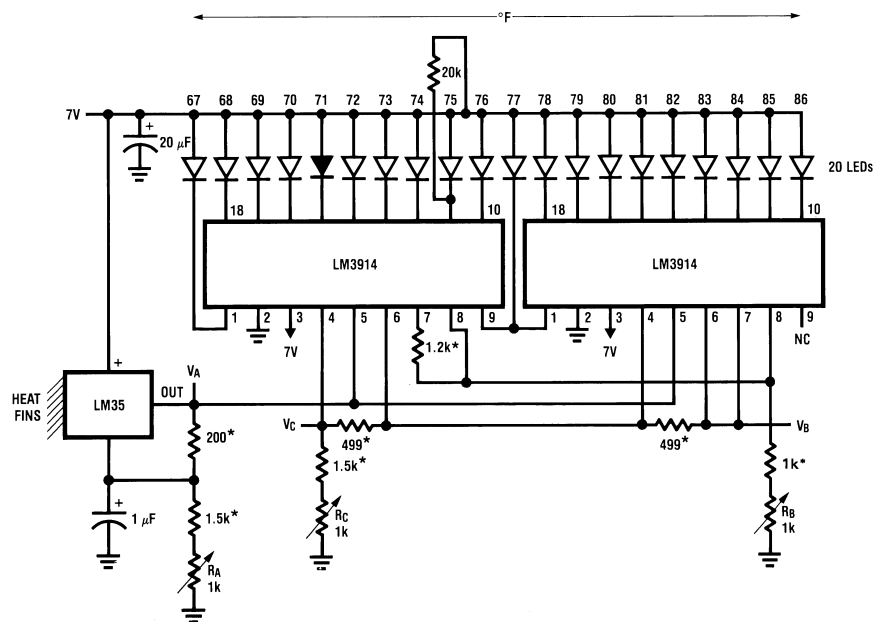 °F
20k
67 68 69 70 71 72 73 74 75 76 77 78 79 80 81 82 83 84 85 86
7V
+
20 µF
20 LEDs
18 10 18 10
LM3914 LM3914
1 2 3 4 5 6 7 8 9 1 2 3 4 5 6 7 8 9
7V 1.2k* 7V NC
+
VA
HEAT
FINS
LM35
OUT
200*
VC
499*
499*
VB
1.5k*
1k*
+
1 µF
1.5k*
RC
1k
RB
1k
RA
1k